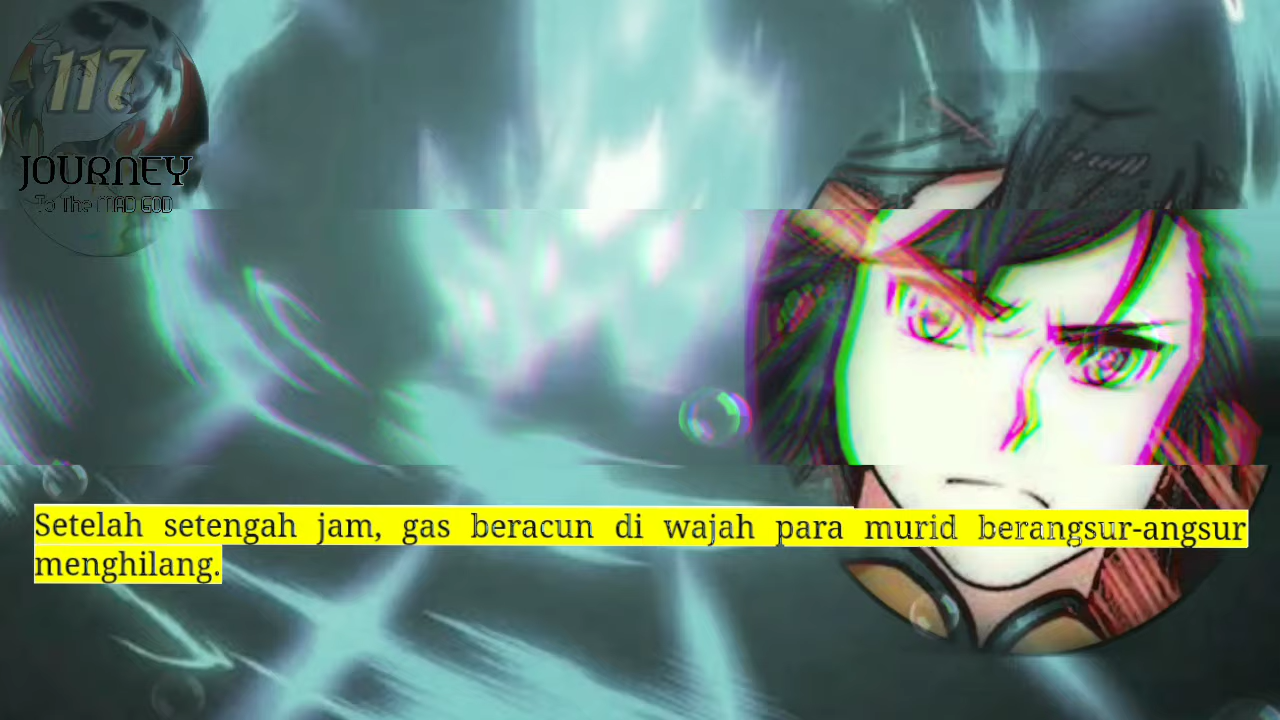 117
JOURNEY
To The MAD GOD
Setelah setengah jam, gas beracun di wajah para murid berangsur-angsur
menghilang.